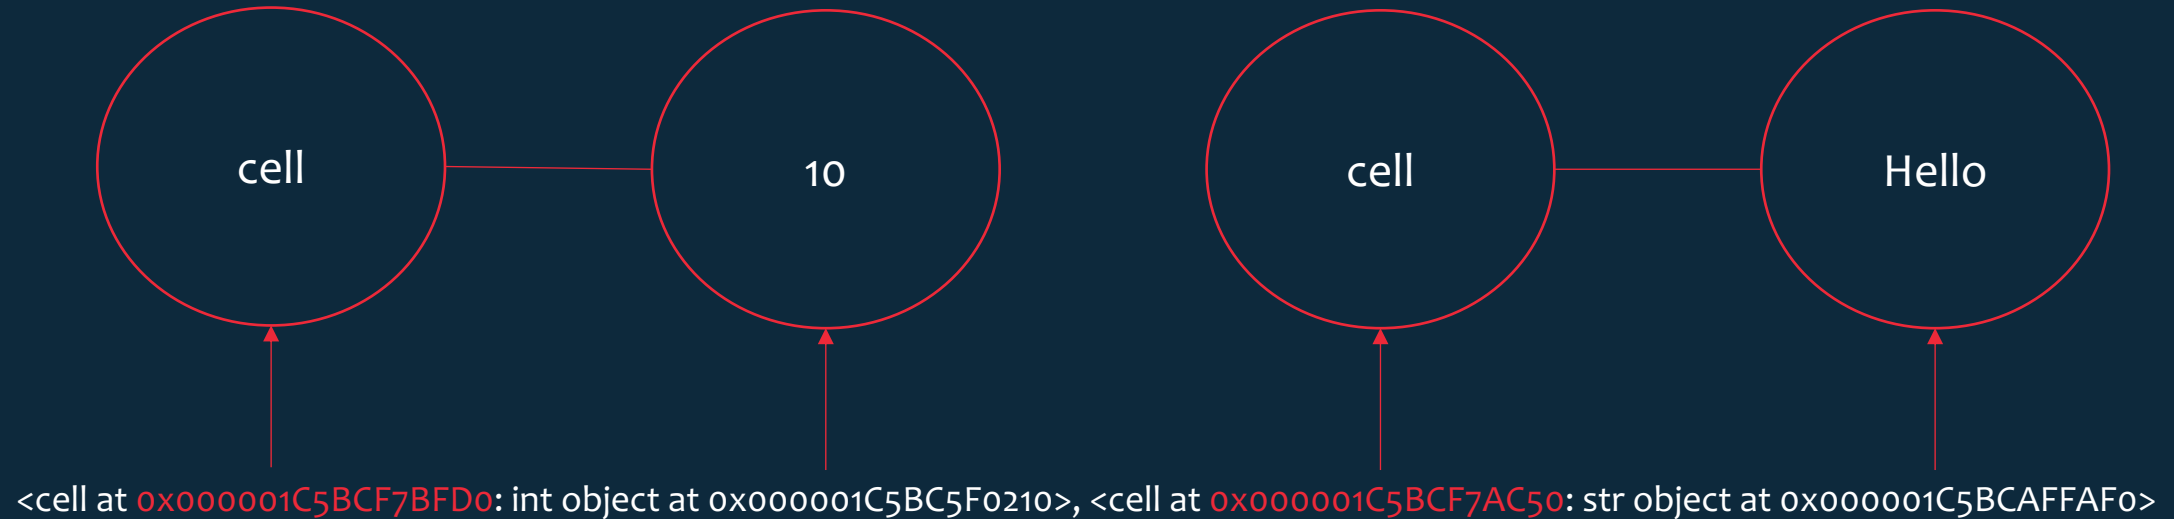 cell
10
cell
Hello
<cell at 0x000001C5BCF7BFD0: int object at 0x000001C5BC5F0210>, <cell at 0x000001C5BCF7AC50: str object at 0x000001C5BCAFFAF0>